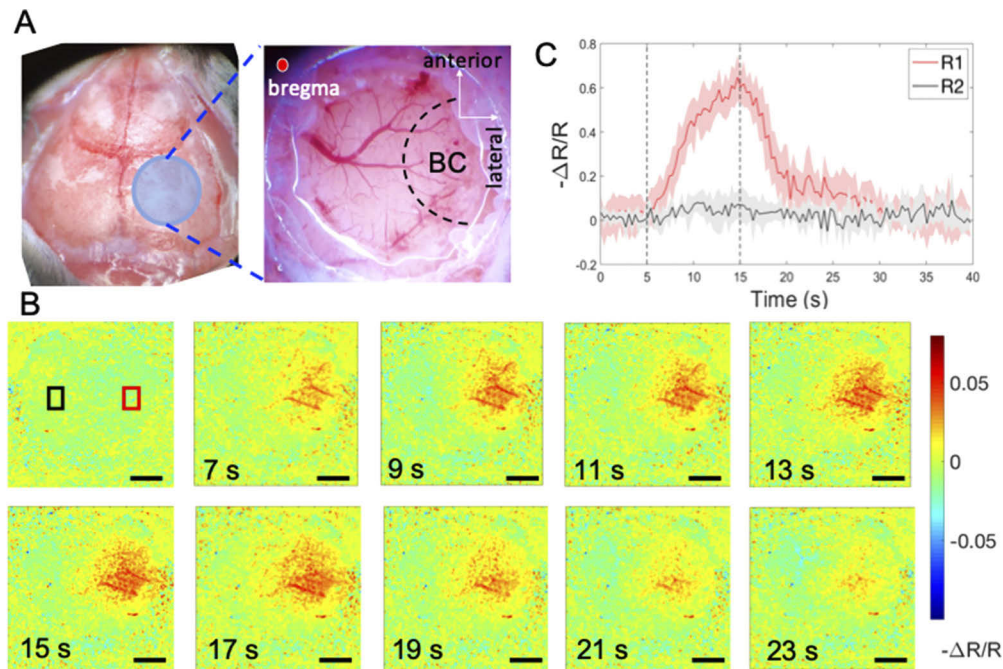 A
bregma
anterior
lateral
BC
C
-ΔR/R
0.8
0.6
0.4
0.2
0
-0.2
0 5 10 15 20 25 30 35 40
Time (s)
R1
R2
B
7 s
9 s
11 s
13 s
15 s
17 s
19 s
21 s
23 s
0.05
0
-0.05
-ΔR/R